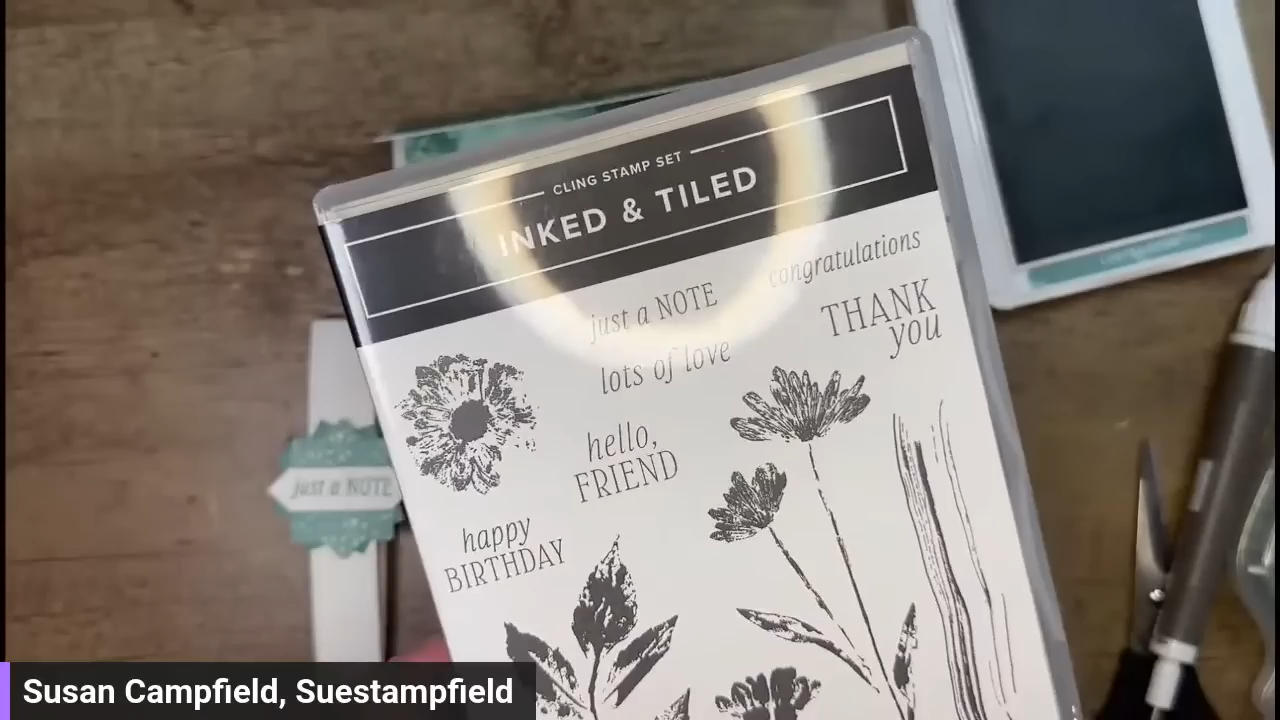 CLING STAMP SET
INKED & TILED
congratulations
just a NOTE
THANK
you
lots of love
hello,
FRIEND
happy
BIRTHDAY
just a NOTE
Susan Campfield, Suestampfield